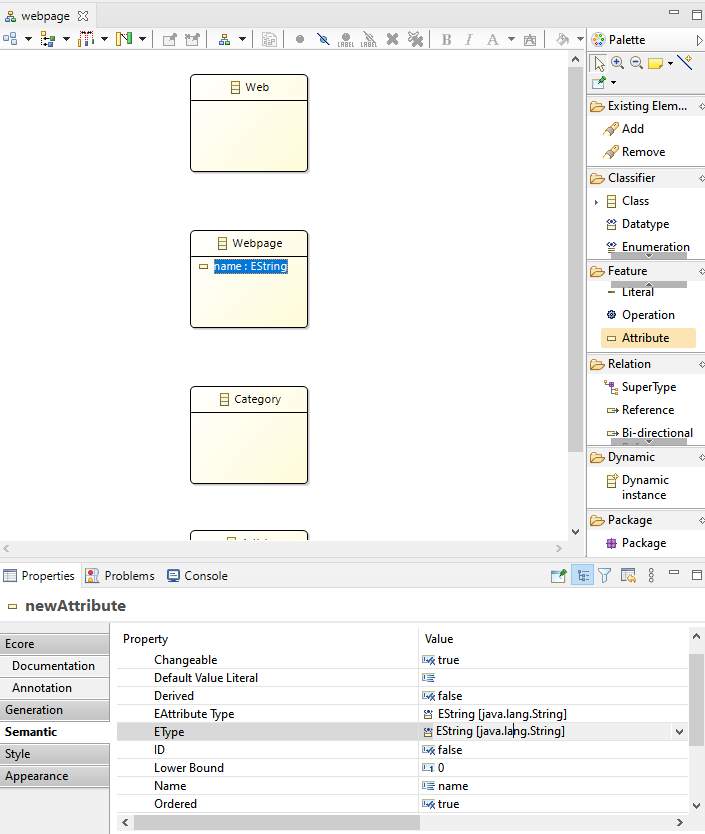 webpage
LABEL LABEL B I A
Palette
Web
Existing Elem...
Add
Remove
Classifier
Class
Datatype
Enumeration
Webpage
name : EString
Feature
Literal
Operation
Attribute
Relation
SuperType
Reference
Bi-directional
Category
Dynamic
Dynamic
instance
Package
Package
Properties Problems Console
newAttribute
Ecore
Documentation
Annotation
Generation
Semantic
Style
Appearance
Property Value
Changeable true
Default Value Literal
Derived false
EAttribute Type EString [java.lang.String]
EType EString [java.lang.String]
ID false
Lower Bound 0
Name name
Ordered true